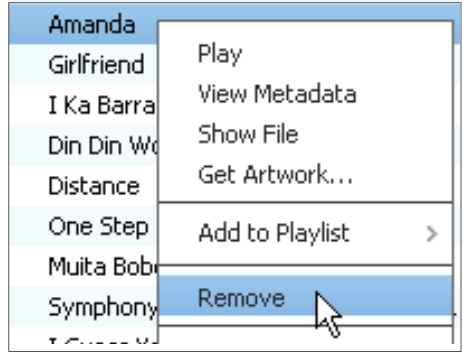 Amanda
Girlfriend
I Ka Barra
Din Din Wo
Distance
One Step
Muita Bob
Symphony
Play
View Metadata
Show File
Get Artwork...
Add to Playlist
Remove